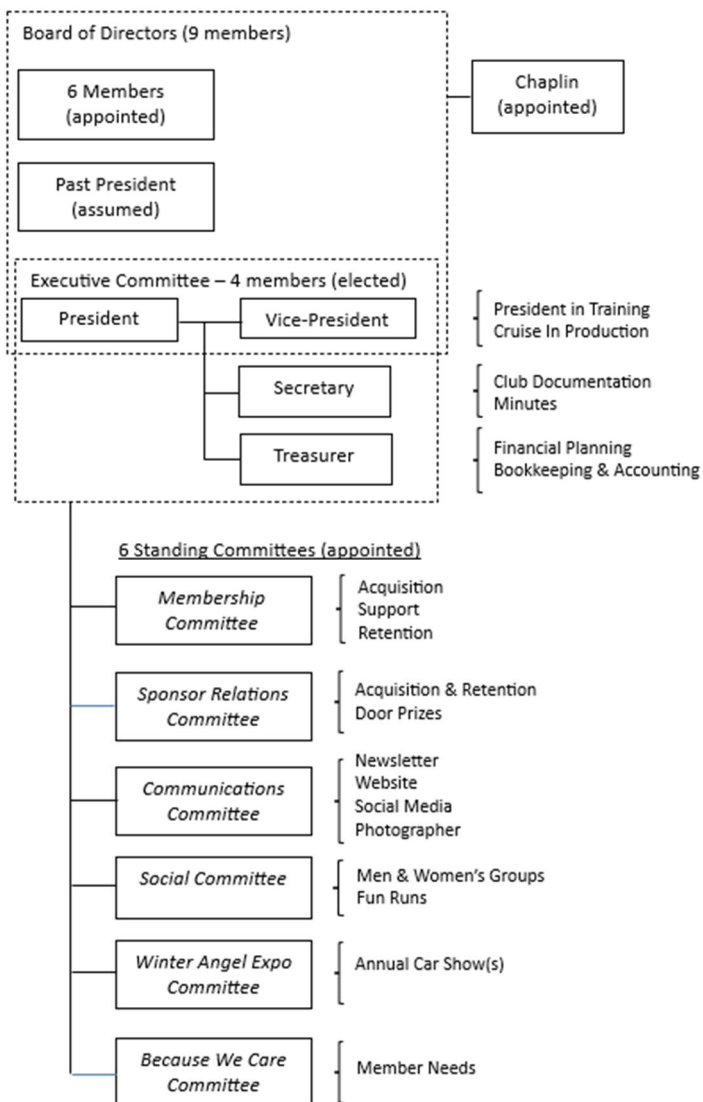 Board of Directors (9 members)
6 Members
(appointed)
Chaplin
(appointed)
Past President
(assumed)
Executive Committee – 4 members (elected)
President
Vice-President
President in Training
Cruise In Production
Secretary
Club Documentation
Minutes
Treasurer
Financial Planning
Bookkeeping & Accounting
6 Standing Committees (appointed)
Membership
Committee
Acquisition
Support
Retention
Sponsor Relations
Committee
Acquisition & Retention
Door Prizes
Communications
Committee
Newsletter
Website
Social Media
Photographer
Social Committee
Men & Women's Groups
Fun Runs
Winter Angel Expo
Committee
Annual Car Show(s)
Because We Care
Committee
Member Needs